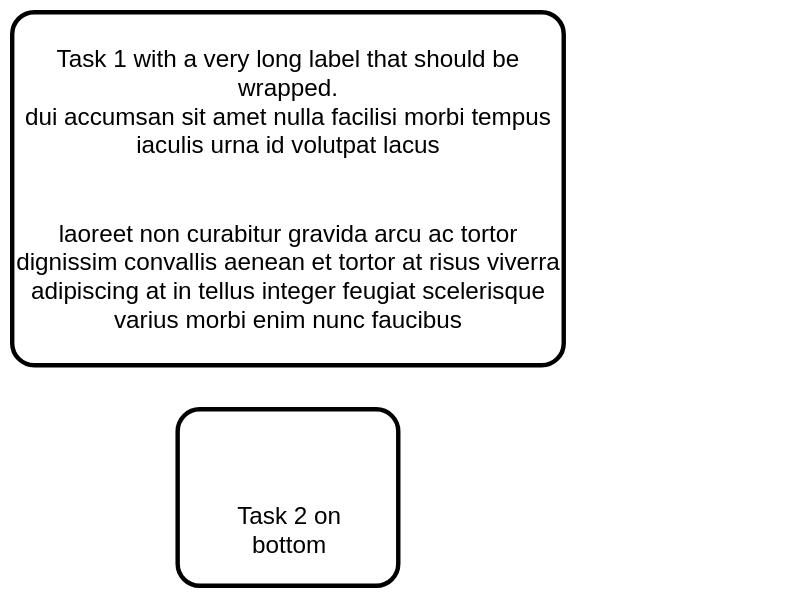 Task 1 with a very long label that should be
wrapped.
dui accumsan sit amet nulla facilisi morbi tempus
iaculis urna id volutpat lacus
laoreet non curabitur gravida arcu ac tortor
dignissim convallis aenean et tortor at risus viverra
adipiscing at in tellus integer feugiat scelerisque
varius morbi enim nunc faucibus
Task 2 on
bottom